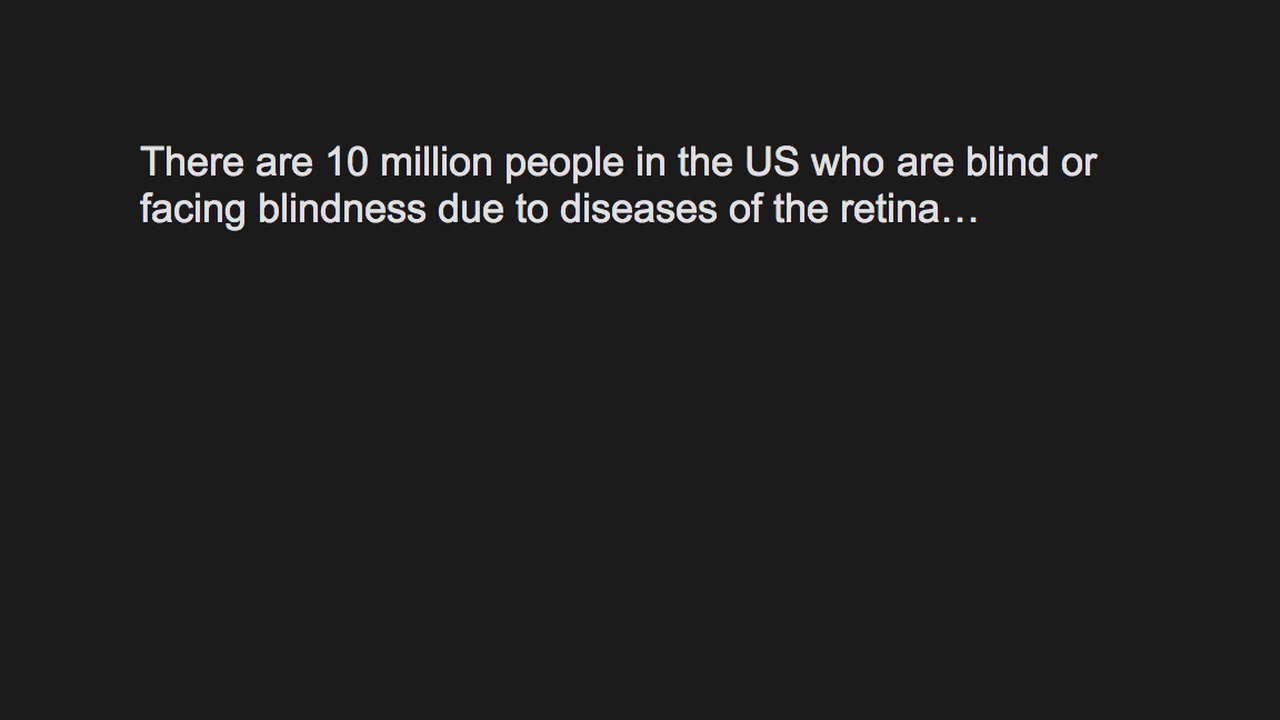 There are 10 million people in the US who are blind or
facing blindness due to diseases of the retina…